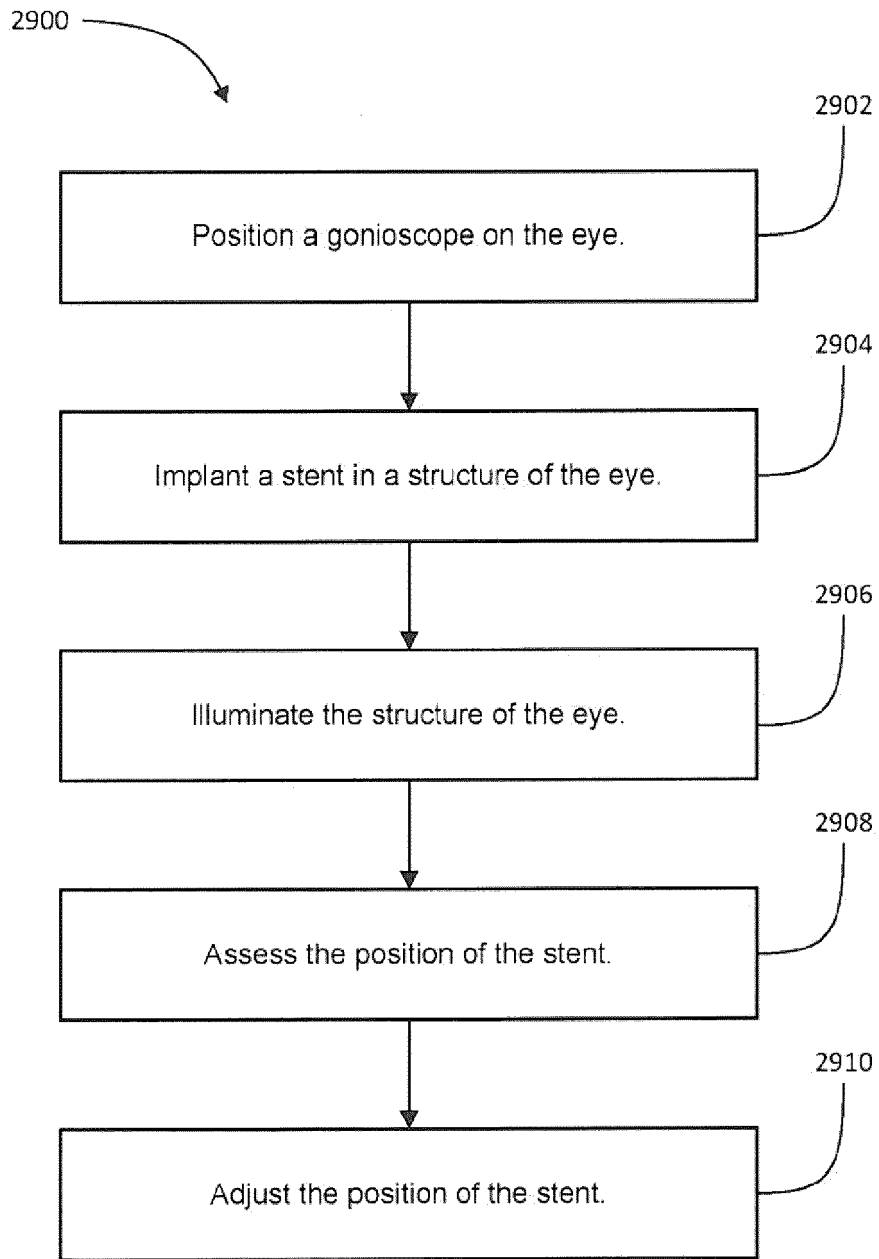 2900
2902
Position a gonioscope on the eye.
2904
Implant a stent in a structure of the eye.
2906
Illuminate the structure of the eye.
2908
Assess the position of the stent.
2910
Adjust the position of the stent.